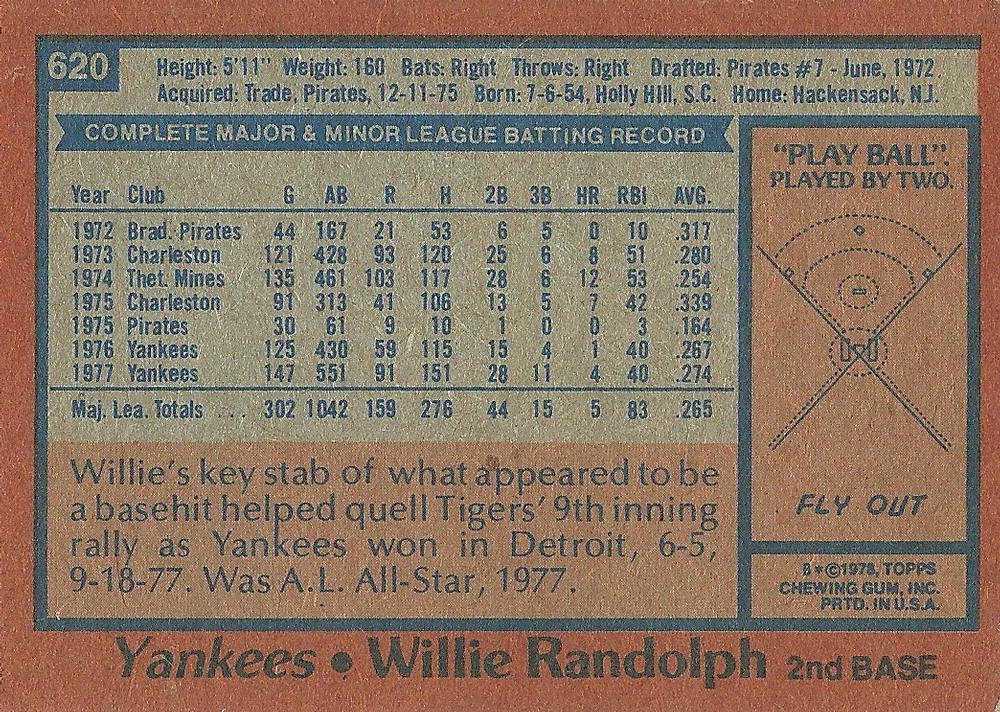 620
Height: 5'11" Weight: 160 Bats: Right Throws: Right Drafted: Pirates #7 - June, 1972
Acquired: Trade, Pirates, 12-11-75 Born: 7-6-54, Holly Hill, S.C. Home: Hackensack, N.J.
COMPLETE MAJOR & MINOR LEAGUE BATTING RECORD
Year Club G AB R H 2B 3B HR RBI AVG.
1972 Brad. Pirates 44 167 21 53 6 5 0 10 .317
1973 Charleston 121 428 93 120 25 6 8 51 .280
1974 Thet. Mines 135 461 103 117 28 6 12 53 .254
1975 Charleston 91 313 41 106 13 5 7 42 .339
1975 Pirates 30 61 9 10 1 0 0 3 .164
1976 Yankees 125 430 59 115 15 4 1 40 .267
1977 Yankees 147 551 91 151 28 11 4 40 .274
Maj. Lea. Totals ... 302 1042 159 276 44 15 5 83 .265
Willie's key stab of what appeared to be
a basehit helped quell Tigers' 9th inning
rally as Yankees won in Detroit, 6-5,
9-18-77. Was A.L. All-Star, 1977.
"PLAY BALL".
PLAYED BY TWO.
FLY OUT
B*©1978, TOPPS
CHEWING GUM, INC.
PRTD. IN U.S.A.
Yankees • Willie Randolph 2nd BASE